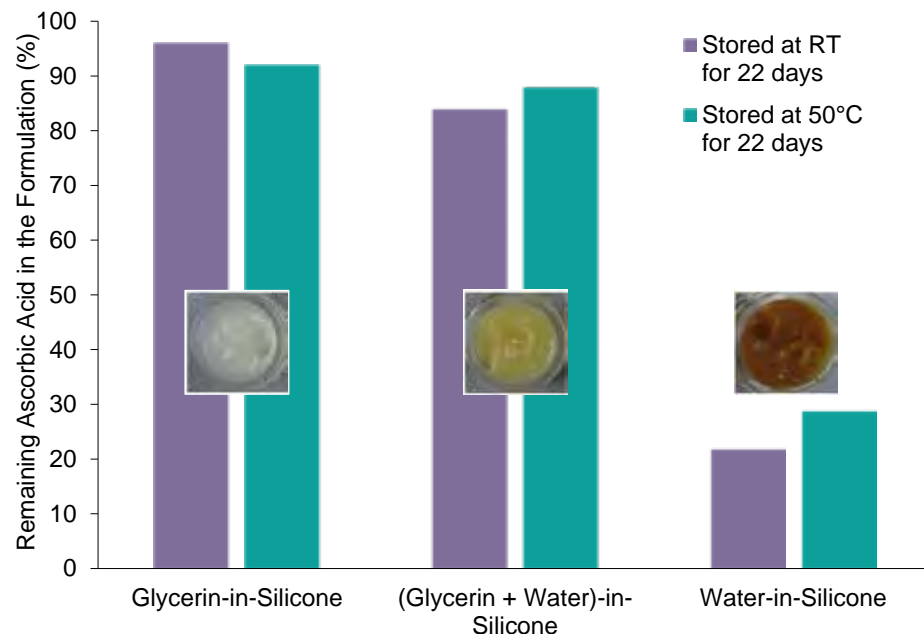 Remaining Ascorbic Acid in the Formulation (%)
100
90
80
70
60
50
40
30
20
10
0
Stored at RT
for 22 days
Stored at 50°C
for 22 days
Glycerin-in-Silicone
(Glycerin + Water)-in-
Silicone
Water-in-Silicone